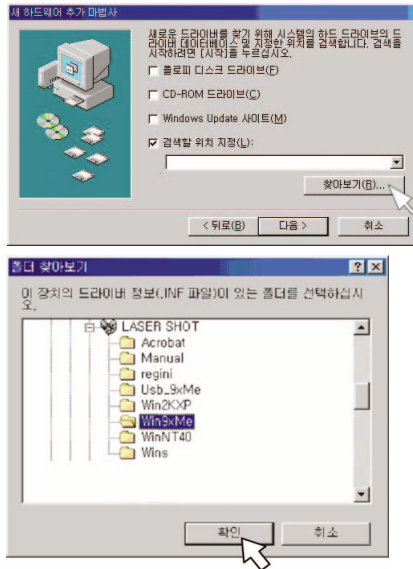 새 하드웨어 추가 마법사
새로운 드라이버를 찾기 위해 시스템의 하드 드라이브의 드
라이버 데이터베이스 및 지정한 위치를 검색합니다. 검색을
시작하려면 [시작]를 누르십시오.
플로피 디스크 드라이브(F)
CD-ROM 드라이브(C)
Windows Update 사이트(M)
검색할 위치 지정(L):
찾아보기(R)...
< 뒤로(B)
다음 >
취소
폴더 찾아보기
이 장치의 드라이버 정보(.INF 파일)이 있는 폴더를 선택하십시
오.
LASER SHOT
Acrobat
Manual
regini
Usb_9xMe
Win2KXP
Win9xMe
WinNT40
Wins
확인
취소